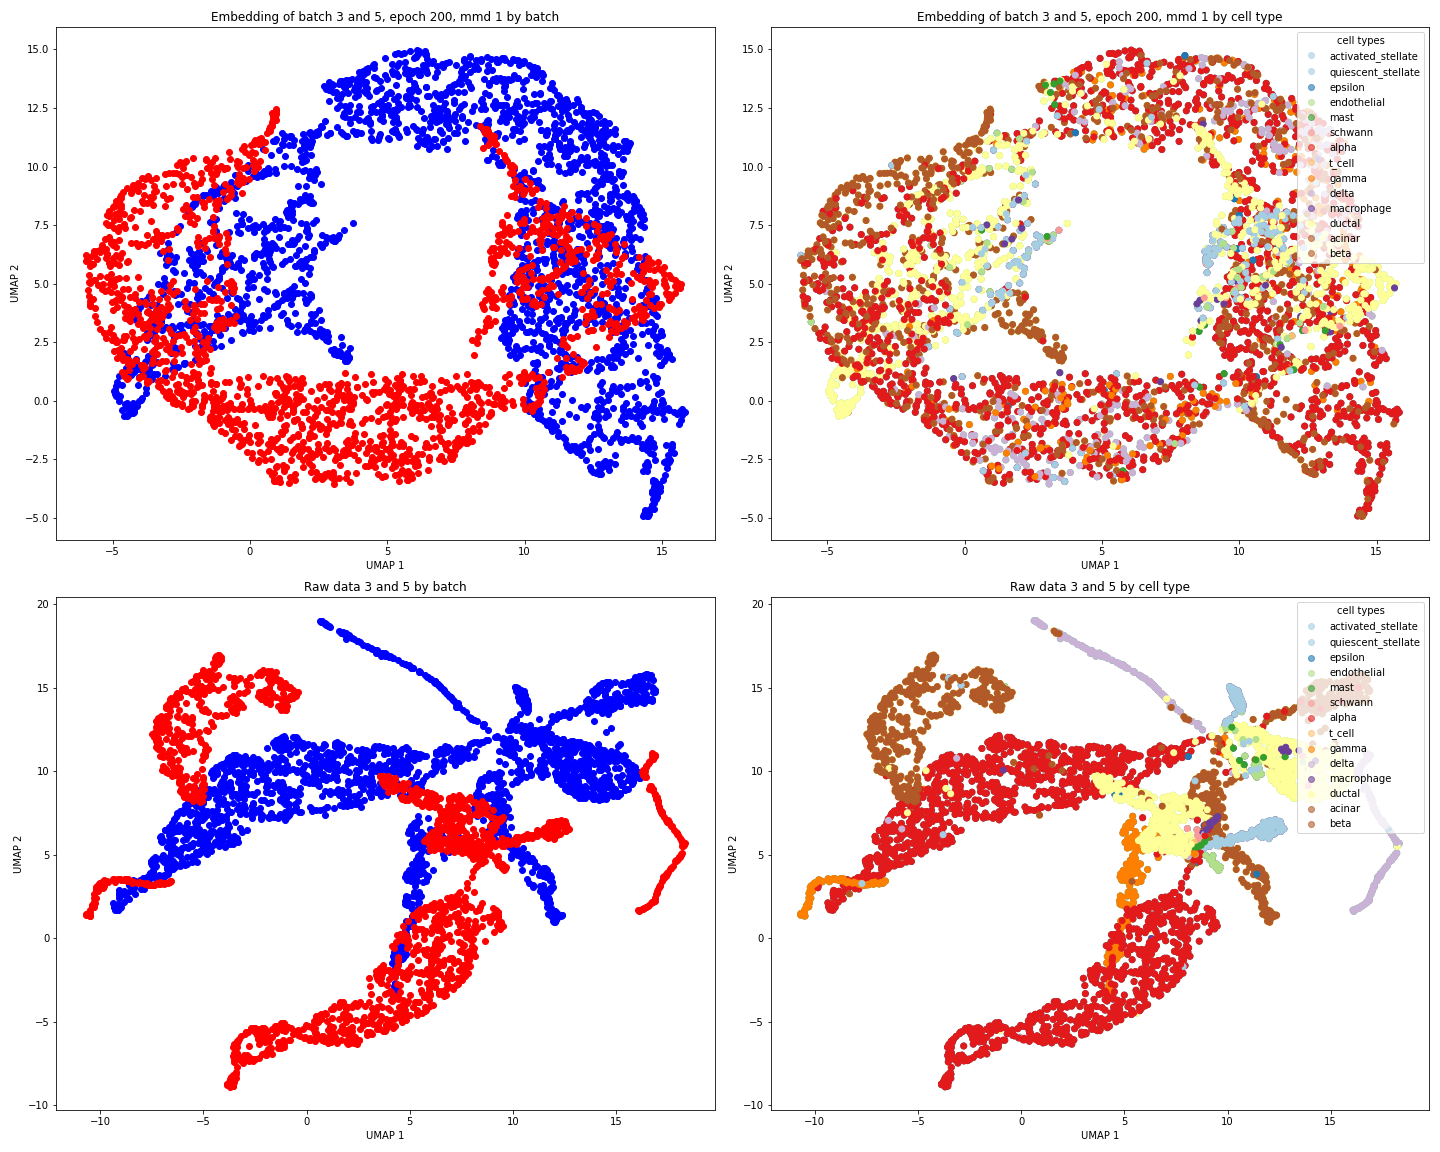 Embedding of batch 3 and 5, epoch 200, mmd 1 by batch
15.0
12.5
10.0
7.5
5.0
2.5
0.0
−2.5
−5.0
UMAP 2
−5
0
5
10
15
UMAP 1
Embedding of batch 3 and 5, epoch 200, mmd 1 by cell type
15.0
12.5
10.0
7.5
5.0
2.5
0.0
−2.5
−5.0
UMAP 2
−5
0
5
10
15
UMAP 1
cell types
activated_stellate
quiescent_stellate
epsilon
endothelial
mast
schwann
alpha
t_cell
gamma
delta
macrophage
ductal
acinar
beta
Raw data 3 and 5 by batch
20
15
10
5
0
−5
−10
UMAP 2
−10
−5
0
5
10
15
UMAP 1
Raw data 3 and 5 by cell type
20
15
10
5
0
−5
−10
UMAP 2
−10
−5
0
5
10
15
UMAP 1
cell types
activated_stellate
quiescent_stellate
epsilon
endothelial
mast
schwann
alpha
t_cell
gamma
delta
macrophage
ductal
acinar
beta